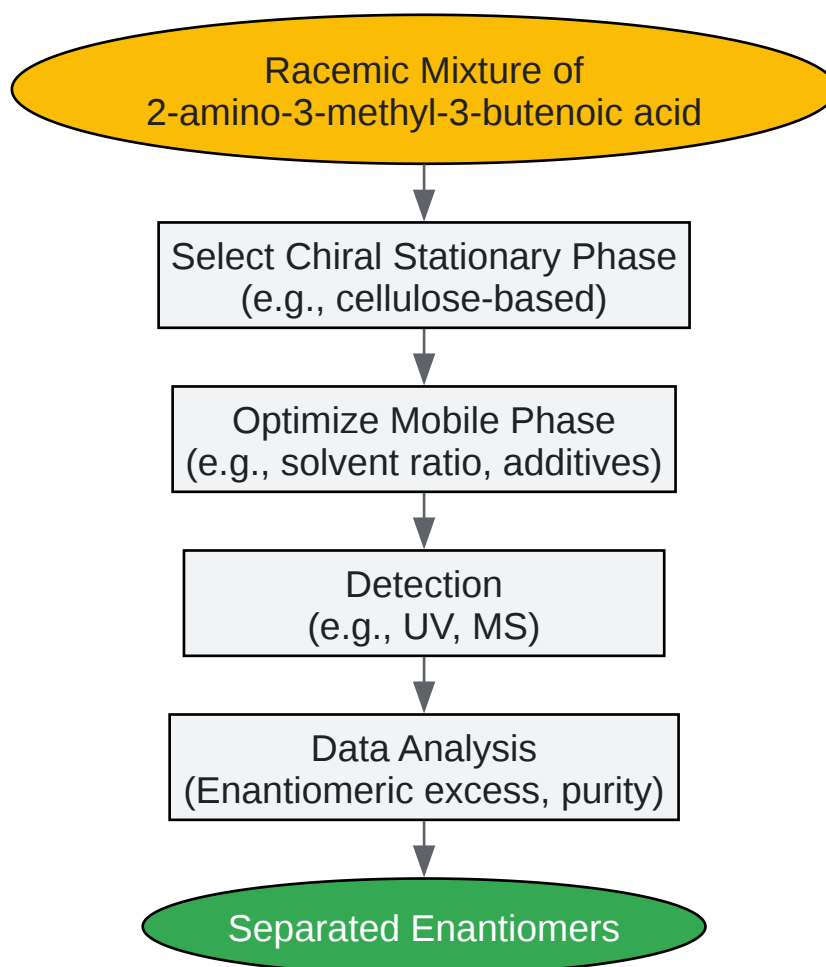 Racemic Mixture of
2-amino-3-methyl-3-butenoic acid
Select Chiral Stationary Phase
(e.g., cellulose-based)
Optimize Mobile Phase
(e.g., solvent ratio, additives)
Detection
(e.g., UV, MS)
Data Analysis
(Enantiomeric excess, purity)
Separated Enantiomers